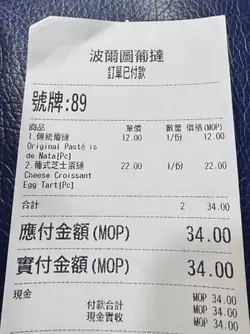 波爾圖葡撻
訂單已付款
號牌:89
商品 單價 數量 價格(MOP)
1.傳統葡撻 12.00 1/份 12.00
Original Pasté is
de Nata[Pc]
2.葡式芝士蛋撻 22.00 1/份 22.00
Cheese Croissant
Egg Tart[Pc]
合計 2 34.00
應付金額(MOP) 34.00
實付金額(MOP) 34.00
現金 MOP 34.00
付款合計 MOP 34.00
現金實收 MOP 34.00